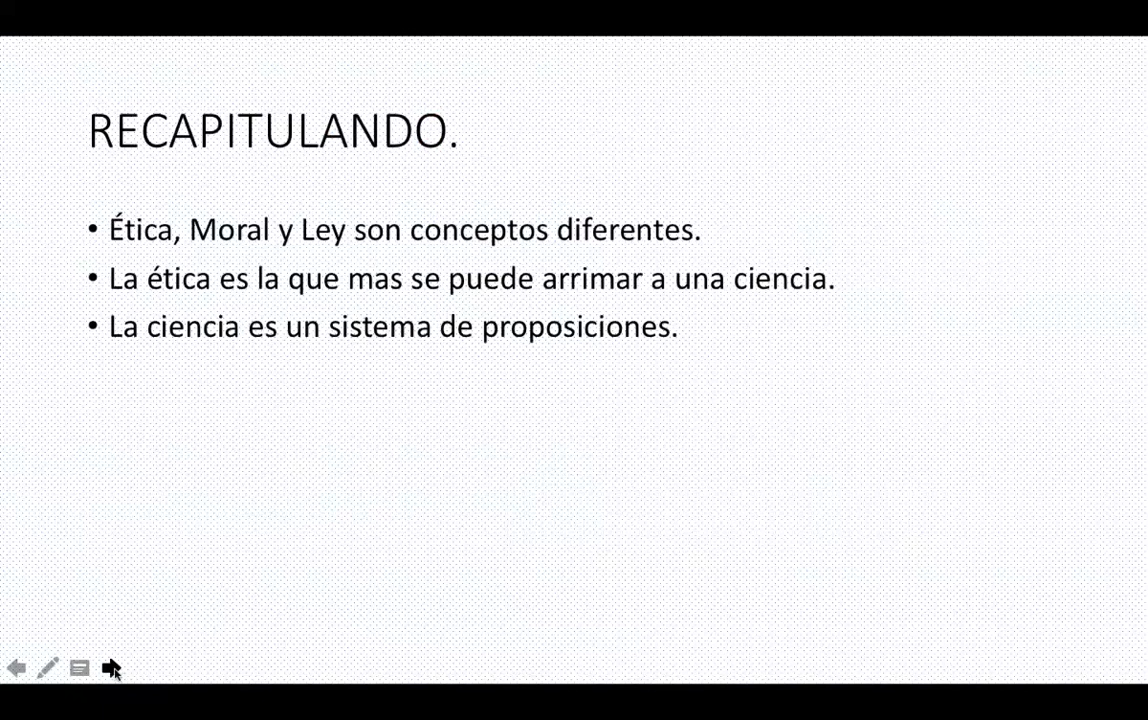 RECAPITULANDO.
• Ética, Moral y Ley son conceptos diferentes.
• La ética es la que mas se puede arrimar a una ciencia.
• La ciencia es un sistema de proposiciones.